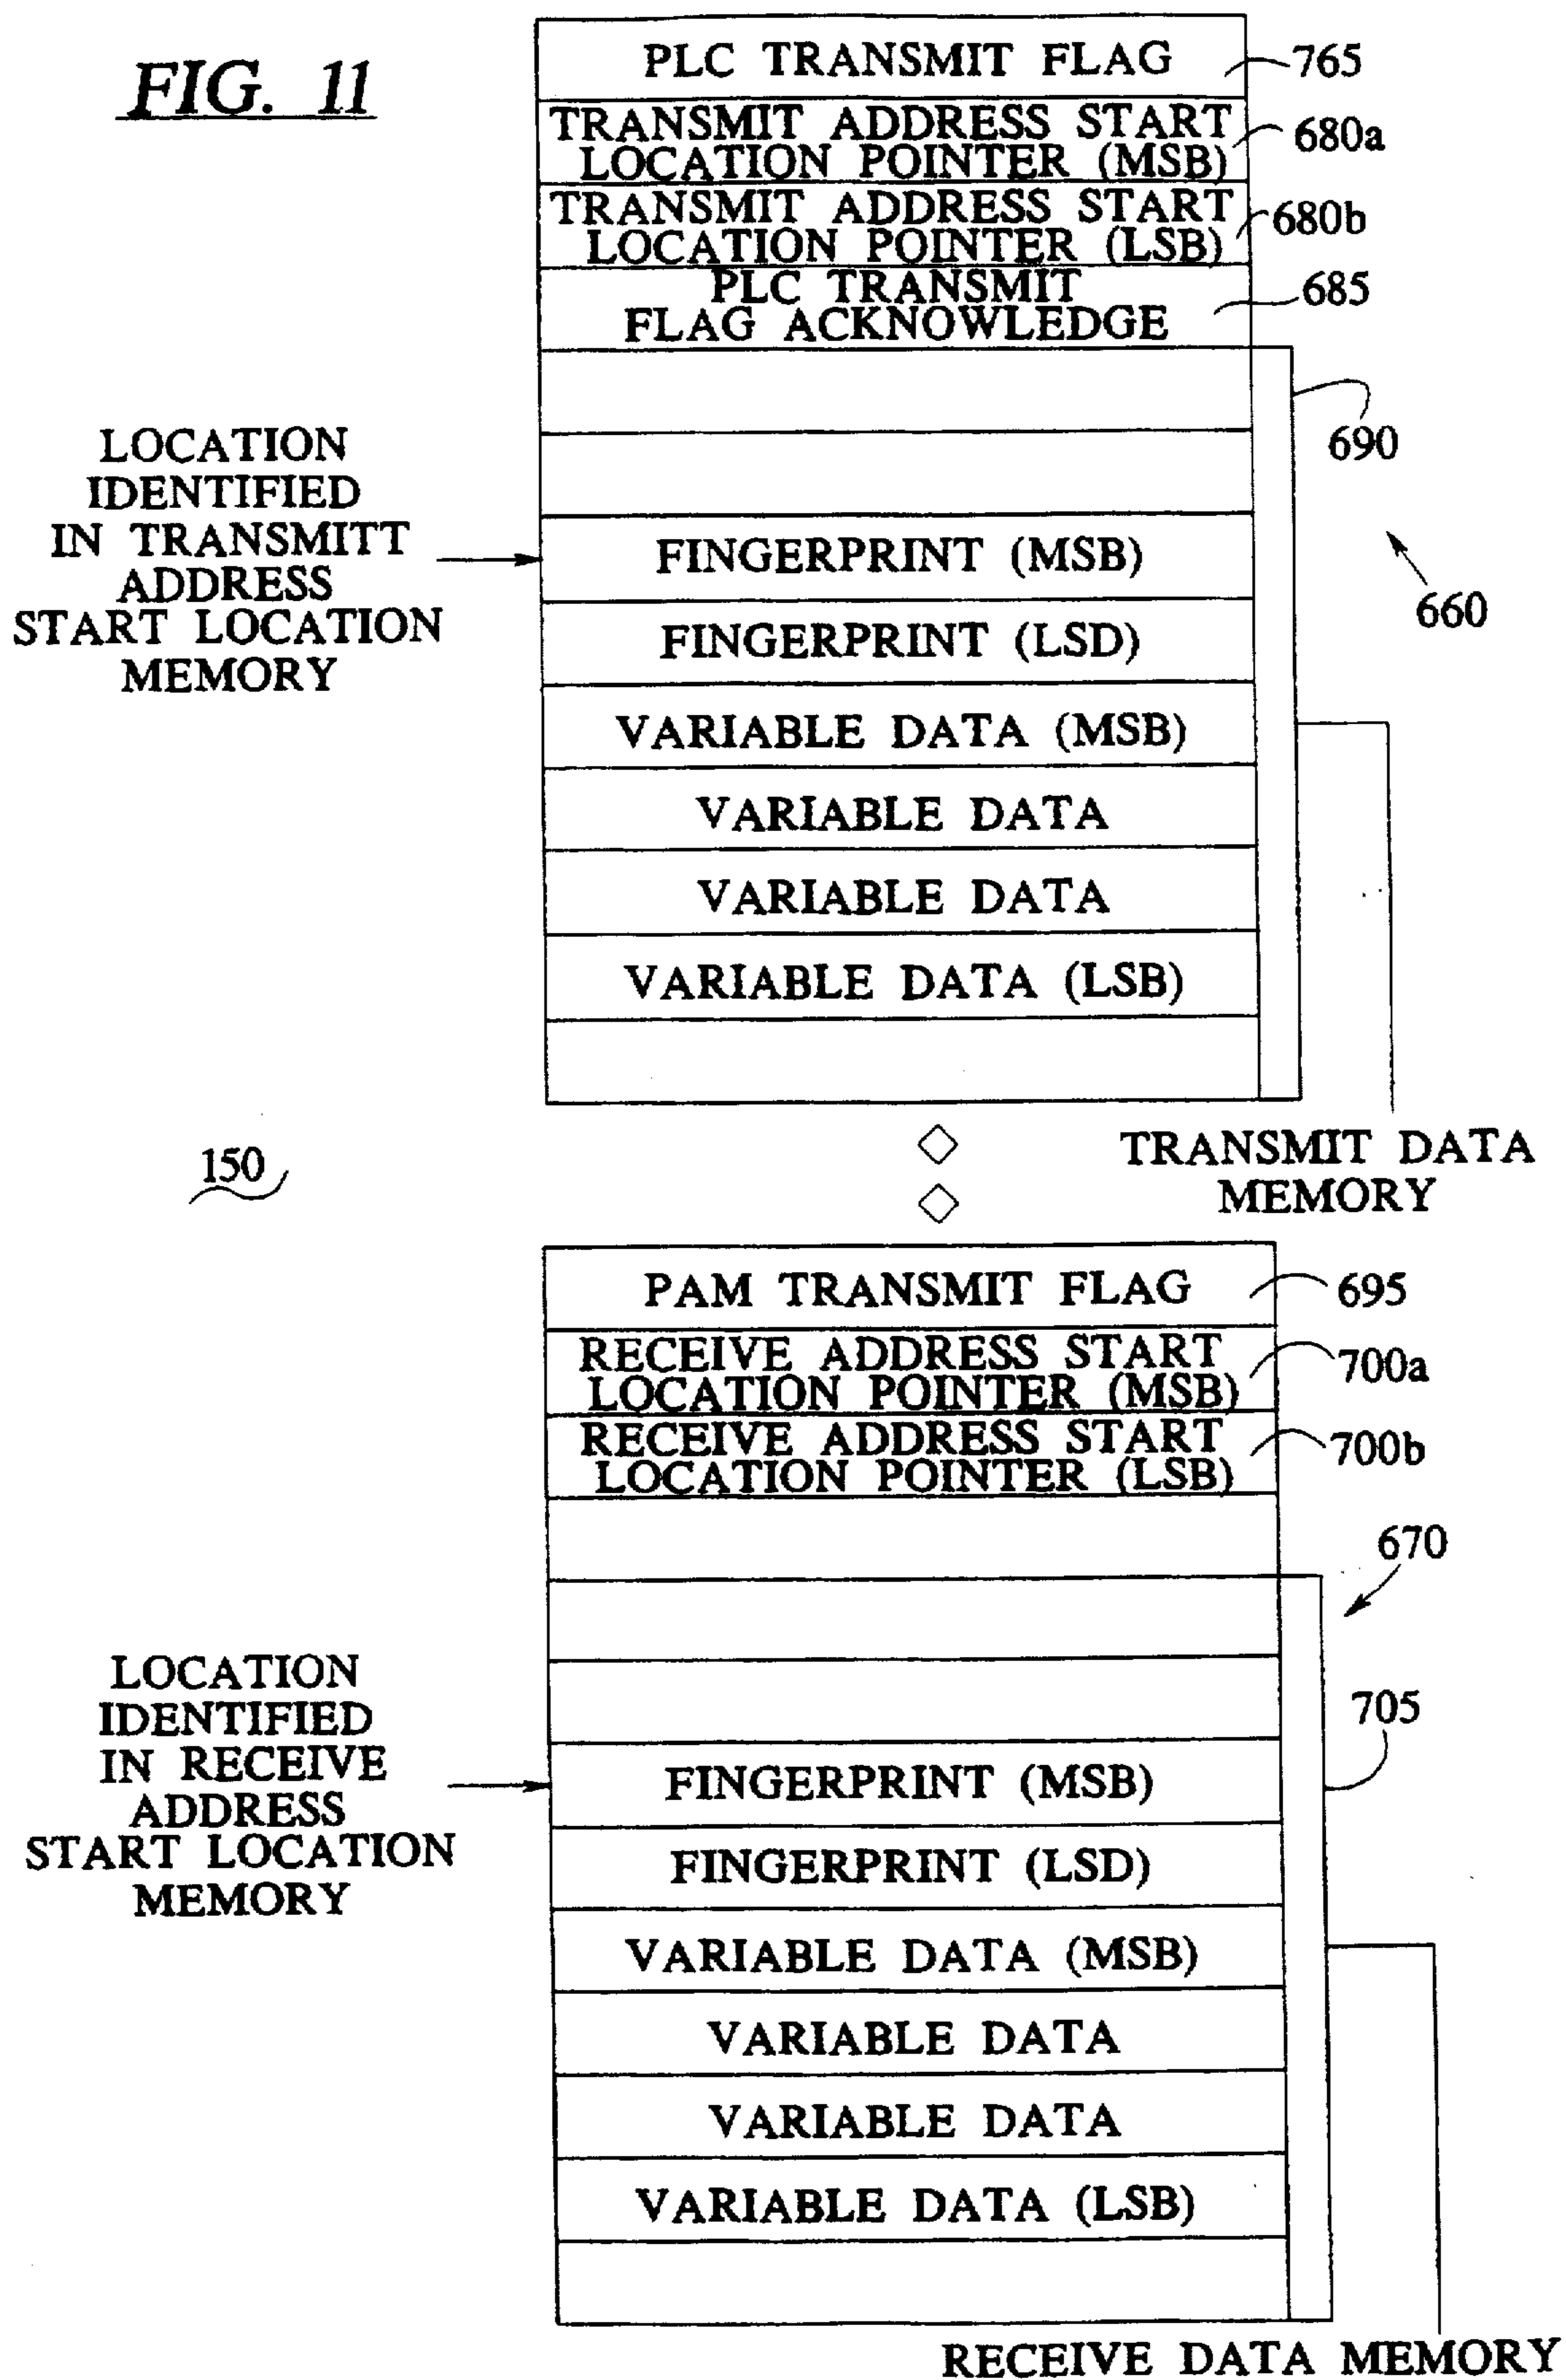 FIG. 11
PLC TRANSMIT FLAG
765
TRANSMIT ADDRESS START
LOCATION POINTER (MSB)
680a
TRANSMIT ADDRESS START
LOCATION POINTER (LSB)
680b
PLC TRANSMIT
FLAG ACKNOWLEDGE
685
690
LOCATION
IDENTIFIED
IN TRANSMITT
ADDRESS
START LOCATION
MEMORY
FINGERPRINT (MSB)
660
FINGERPRINT (LSD)
VARIABLE DATA (MSB)
VARIABLE DATA
VARIABLE DATA
VARIABLE DATA (LSB)
TRANSMIT DATA
MEMORY
150
PAM TRANSMIT FLAG
695
RECEIVE ADDRESS START
LOCATION POINTER (MSB)
700a
RECEIVE ADDRESS START
LOCATION POINTER (LSB)
700b
670
LOCATION
IDENTIFIED
IN RECEIVE
ADDRESS
START LOCATION
MEMORY
705
FINGERPRINT (MSB)
FINGERPRINT (LSD)
VARIABLE DATA (MSB)
VARIABLE DATA
VARIABLE DATA
VARIABLE DATA (LSB)
RECEIVE DATA MEMORY